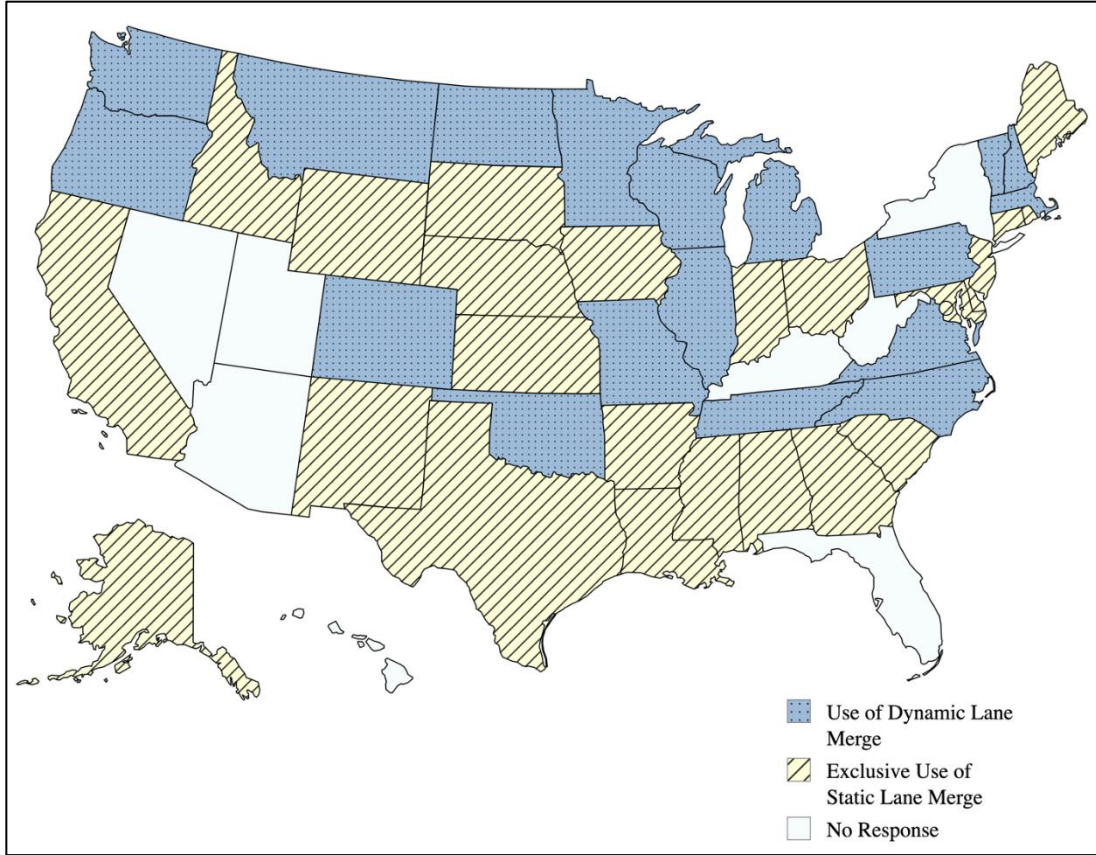 Use of Dynamic Lane
Merge
Exclusive Use of
Static Lane Merge
No Response